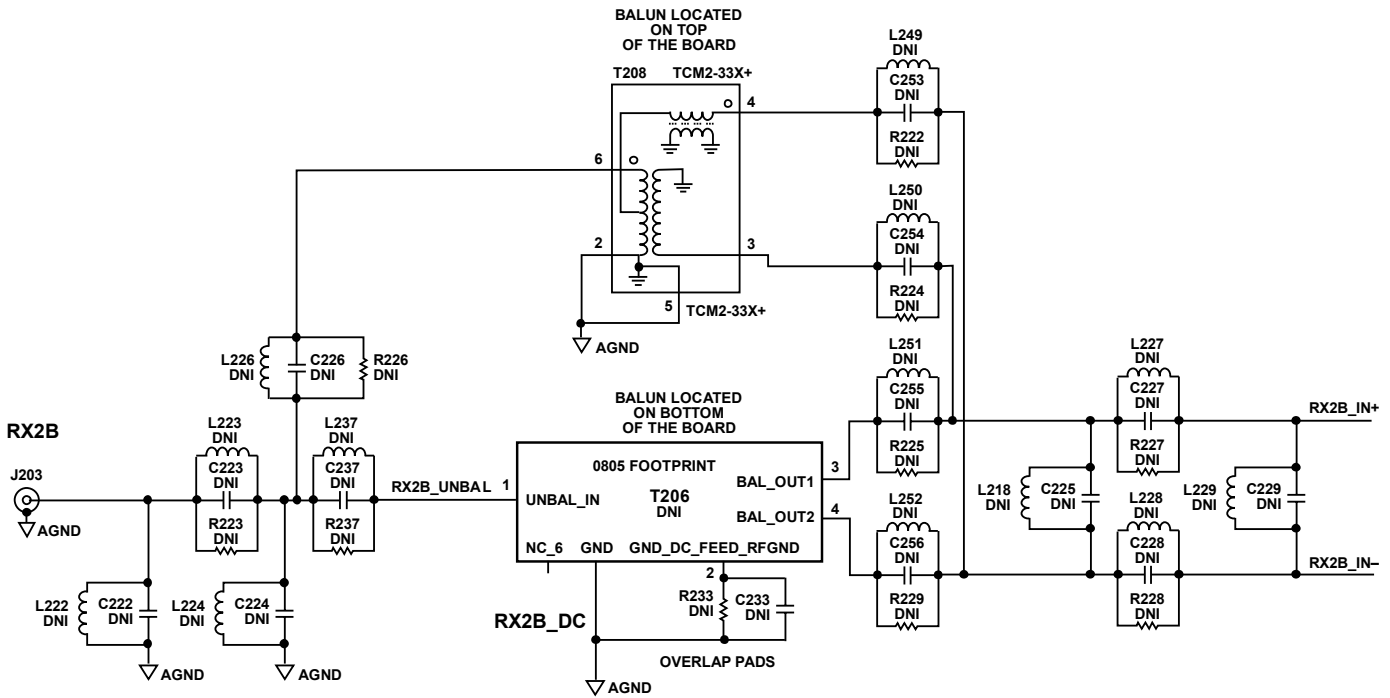 BALUN LOCATED
ON TOP
OF THE BOARD
T208 TCM2-33X+
4
6
2
3
5
TCM2-33X+
AGND
L249
DNI
C253
DNI
R222
DNI
L250
DNI
C254
DNI
R224
DNI
L226
DNI
C226
DNI
R226
DNI
RX2B
J203
AGND
L223
DNI
C223
DNI
R223
DNI
L237
DNI
C237
DNI
R237
DNI
RX2B_UNBAL
L222
DNI
C222
DNI
AGND
L224
DNI
C224
DNI
AGND
BALUN LOCATED
ON BOTTOM
OF THE BOARD
0805 FOOTPRINT
1
UNBAL_IN
T206
DNI
BAL_OUT1
3
BAL_OUT2
4
NC_6 GND GND_DC_FEED_RFGND
2
R233
DNI
C233
DNI
RX2B_DC
OVERLAP PADS
AGND
L251
DNI
C255
DNI
R225
DNI
L252
DNI
C256
DNI
R229
DNI
L218
DNI
C225
DNI
L227
DNI
C227
DNI
R227
DNI
L228
DNI
C228
DNI
R228
DNI
L229
DNI
C229
DNI
RX2B_IN+
RX2B_IN–